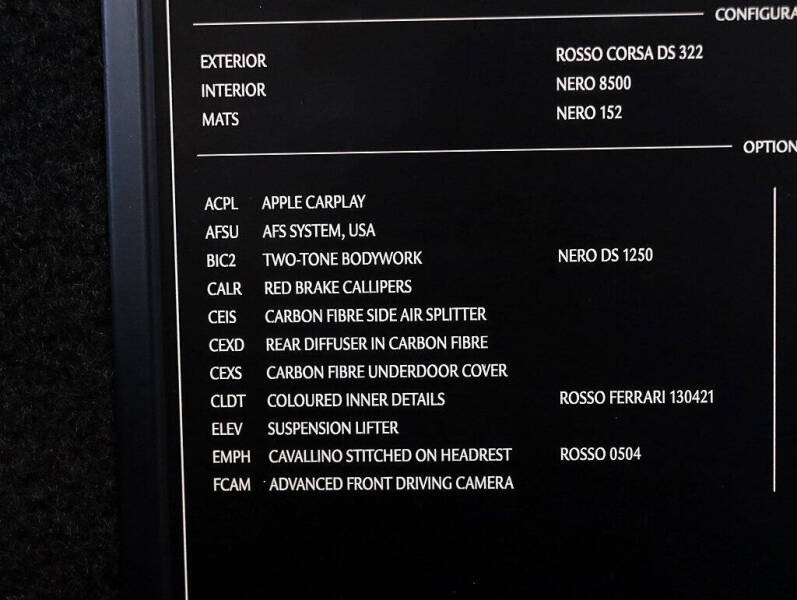 CONFIGURA
EXTERIOR ROSSO CORSA DS 322
INTERIOR NERO 8500
MATS NERO 152
OPTION
ACPL APPLE CARPLAY
AFSU AFS SYSTEM, USA
BIC2 TWO-TONE BODYWORK NERO DS 1250
CALR RED BRAKE CALLIPERS
CEIS CARBON FIBRE SIDE AIR SPLITTER
CEXD REAR DIFFUSER IN CARBON FIBRE
CEXS CARBON FIBRE UNDERDOOR COVER
CLDT COLOURED INNER DETAILS ROSSO FERRARI 130421
ELEV SUSPENSION LIFTER
EMPH CAVALLINO STITCHED ON HEADREST ROSSO 0504
FCAM ADVANCED FRONT DRIVING CAMERA